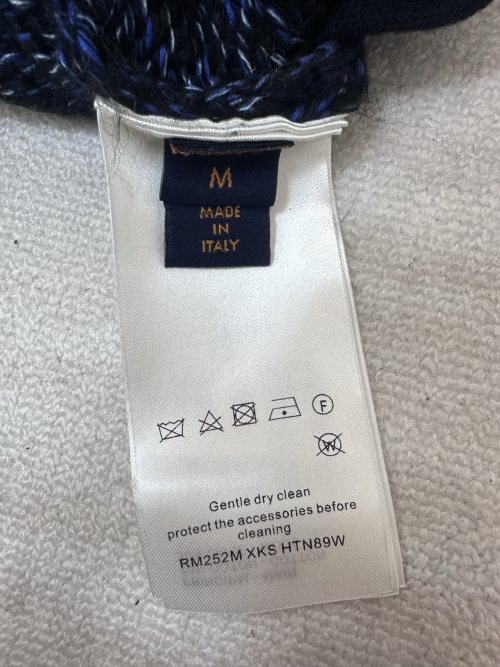 M
MADE
IN
ITALY
F
W
Gentle dry clean
protect the accessories before
cleaning
RM252M XKS HTN89W